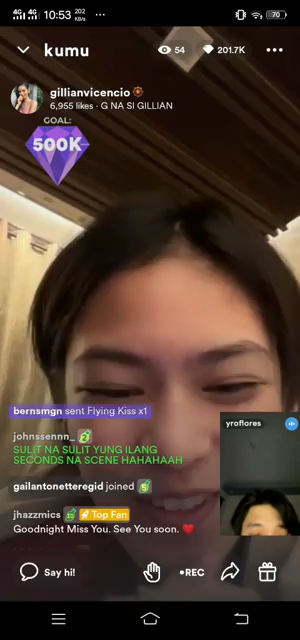 4G 4G 10:53 202 KB/s ... 70
kumu 54 201.7K
gillianvicencio
6,955 likes · G NA SI GILLIAN
GOAL:
500K
bernsmgn sent Flying Kiss x1
yroflores
johnssennn_ 2
SULIT NA SULIT YUNG ILANG
SECONDS NA SCENE HAHAHAAH
gailantonetteregid joined 5
jhazzmics Top Fan
Goodnight Miss You. See You soon. ❤️
Say hi! •REC